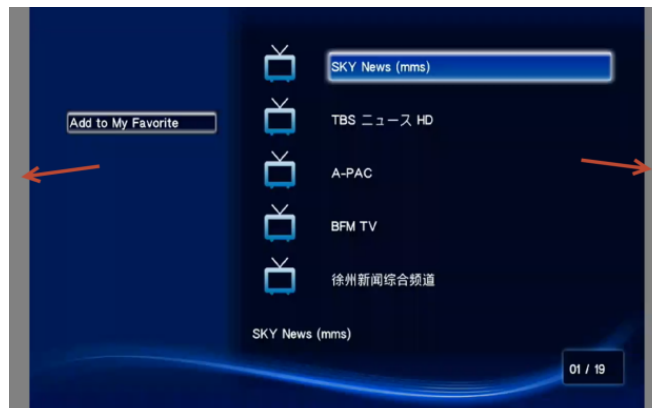 SKY News (mms)
Add to My Favorite
TBS ニュース HD
A-PAC
BFM TV
徐州新闻综合频道
SKY News (mms)
01 / 19